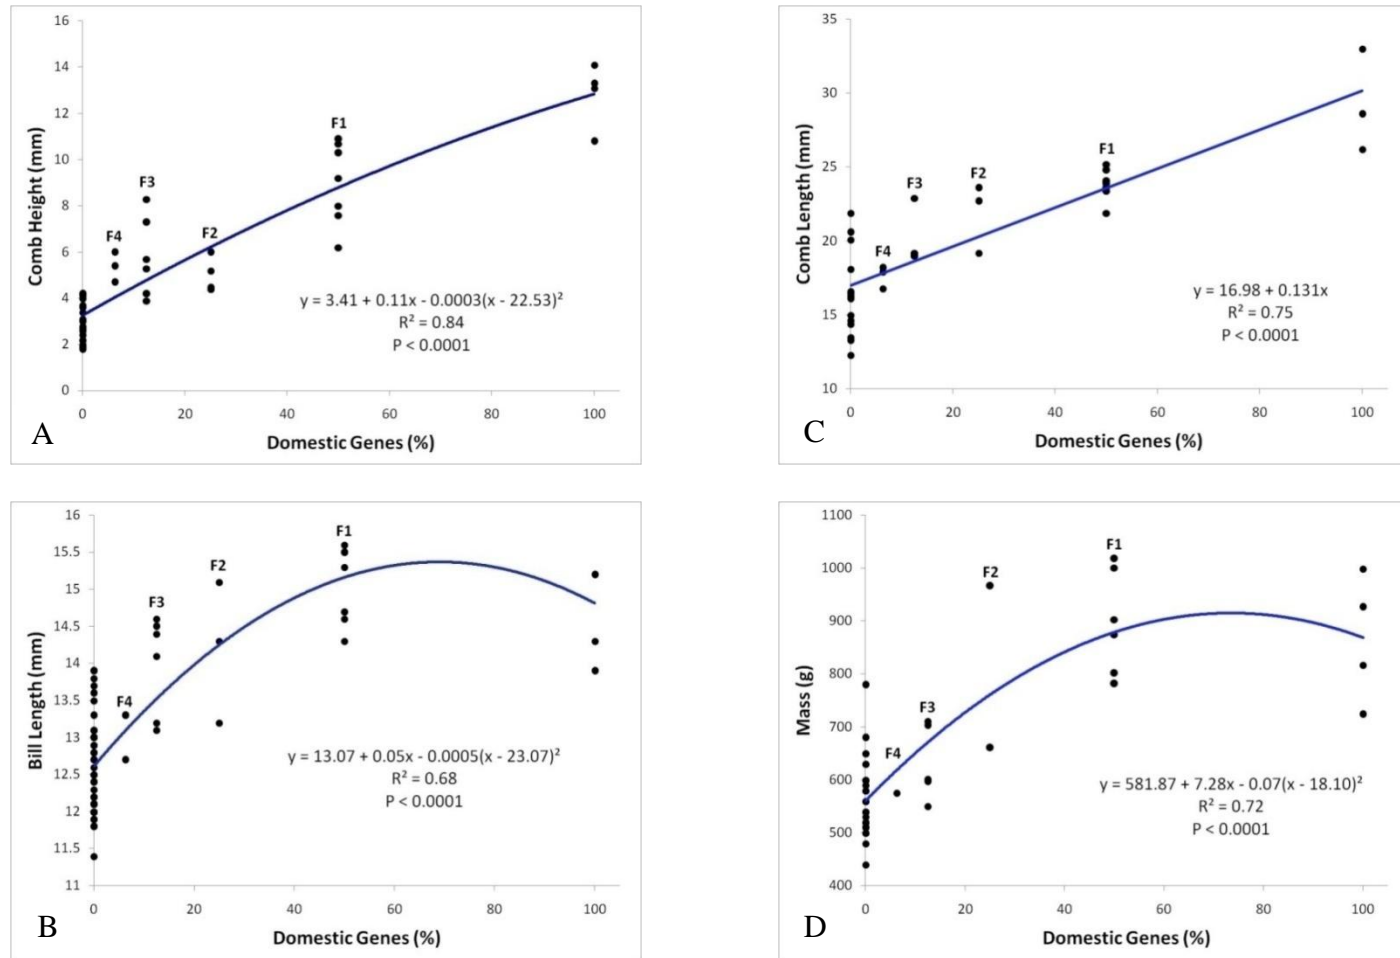 16
14
12
10
8
6
4
2
0
Comb Height (mm)
F4
F3
F2
F1
y = 3.41 + 0.11x - 0.0003(x - 22.53)²
R² = 0.84
P < 0.0001
0 20 40 60 80 100
Domestic Genes (%)
A
35
30
25
20
15
10
Comb Length (mm)
F4
F3
F2
F1
y = 16.98 + 0.131x
R² = 0.75
P < 0.0001
0 20 40 60 80 100
Domestic Genes (%)
C
16
15.5
15
14.5
14
13.5
13
12.5
12
11.5
11
Bill Length (mm)
F4
F3
F2
F1
y = 13.07 + 0.05x - 0.0005(x - 23.07)²
R² = 0.68
P < 0.0001
0 20 40 60 80 100
Domestic Genes (%)
B
1100
1000
900
800
700
600
500
400
Mass (g)
F4
F3
F2
F1
y = 581.87 + 7.28x - 0.07(x - 18.10)²
R² = 0.72
P < 0.0001
0 20 40 60 80 100
Domestic Genes (%)
D